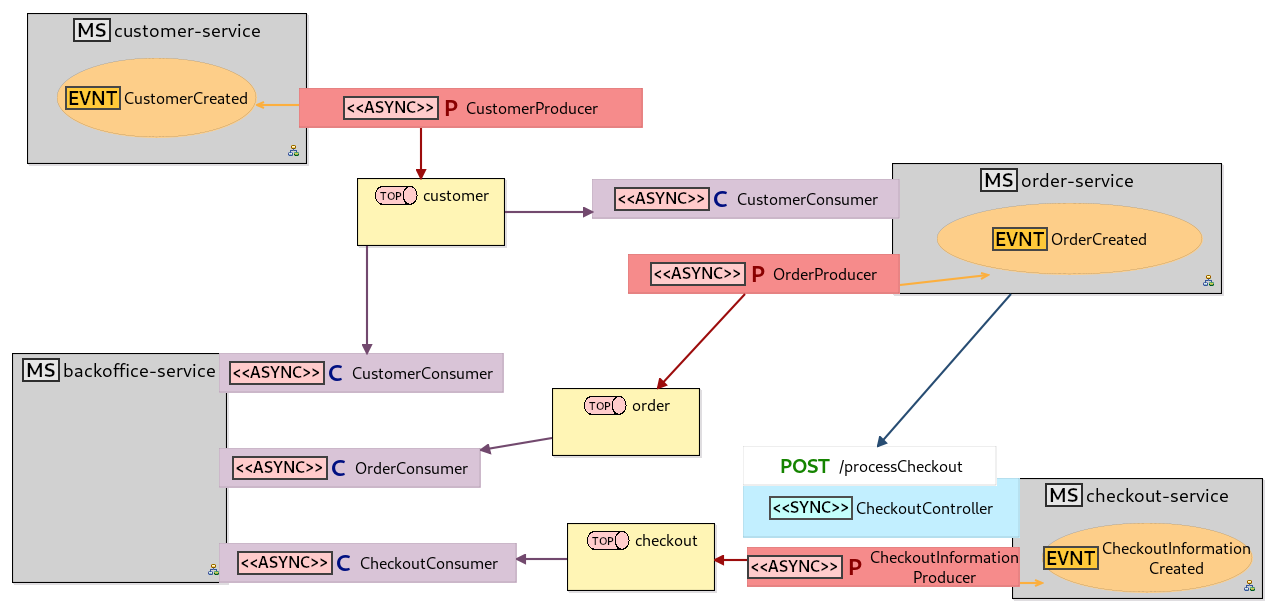 MS customer-service
EVNT CustomerCreated
<<ASYNC>> P CustomerProducer
TOP customer
<<ASYNC>> C CustomerConsumer
MS order-service
EVNT OrderCreated
<<ASYNC>> P OrderProducer
MS backoffice-service
<<ASYNC>> C CustomerConsumer
TOP order
<<ASYNC>> C OrderConsumer
POST /processCheckout
<<SYNC>> CheckoutController
MS checkout-service
TOP checkout
<<ASYNC>> C CheckoutConsumer
<<ASYNC>> P CheckoutInformation
Producer
EVNT CheckoutInformation
Created